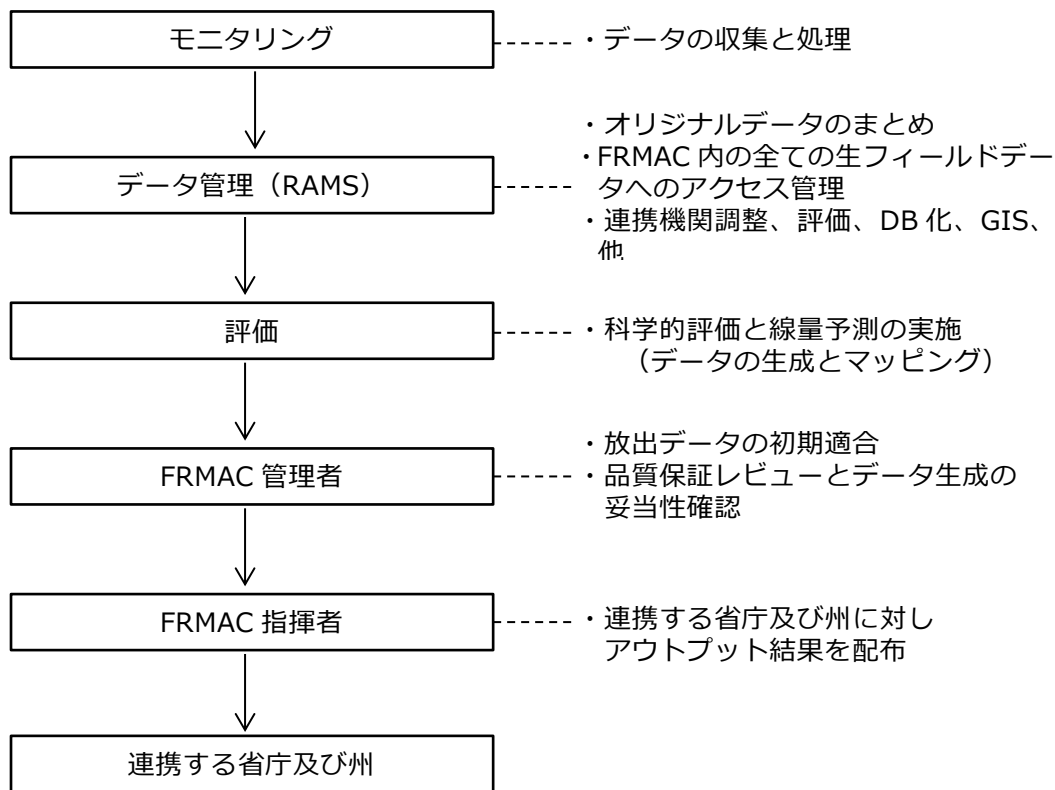 モニタリング
・データの収集と処理
データ管理(RAMS)
・オリジナルデータのまとめ
・FRMAC 内の全ての生フィールドデー
タへのアクセス管理
・連携機関調整、評価、DB 化、GIS、
他
評価
・科学的評価と線量予測の実施
(データの生成とマッピング)
FRMAC 管理者
・放出データの初期適合
・品質保証レビューとデータ生成の
妥当性確認
FRMAC 指揮者
・連携する省庁及び州に対し
アウトプット結果を配布
連携する省庁及び州